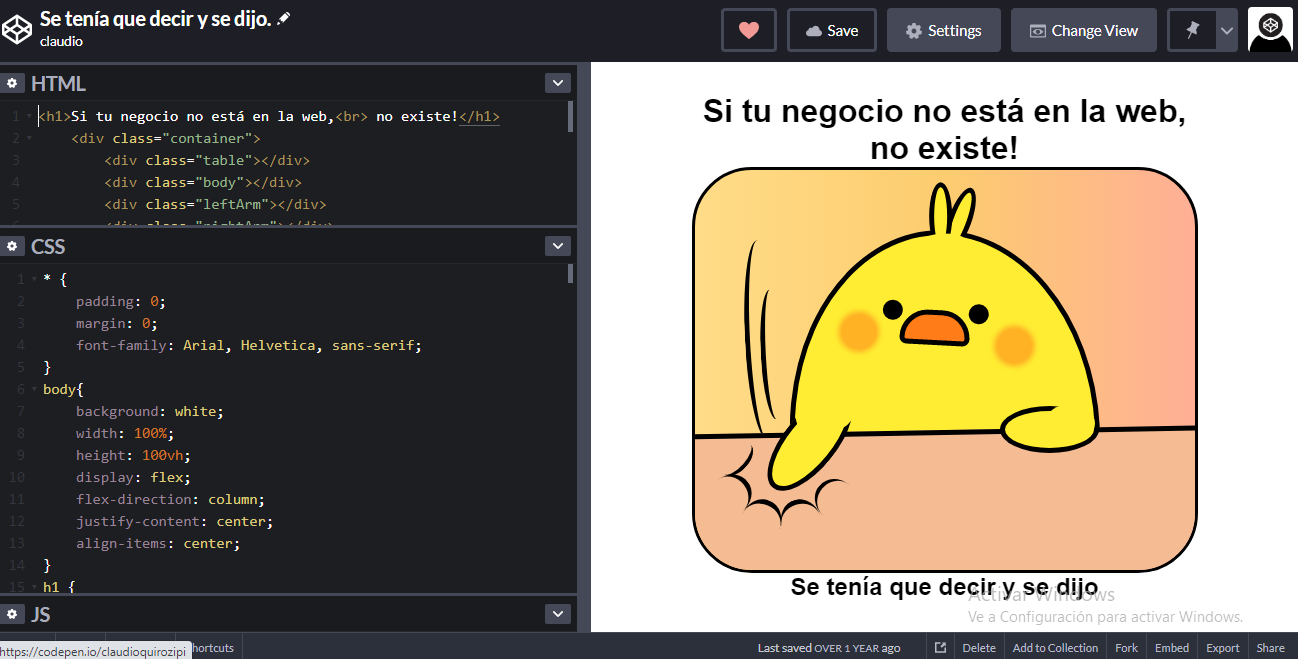 Se tenía que decir y se dijo.
claudio
Save
Settings
Change View
HTML
1 <h1>Si tu negocio no está en la web,<br> no existe!</h1>
2 <div class="container">
3 <div class="table"></div>
4 <div class="body"></div>
5 <div class="leftArm"></div>
6 <div class="rightArm"></div>
CSS
1 * {
2 padding: 0;
3 margin: 0;
4 font-family: Arial, Helvetica, sans-serif;
5 }
6 body{
7 background: white;
8 width: 100%;
9 height: 100vh;
10 display: flex;
11 flex-direction: column;
12 justify-content: center;
13 align-items: center;
14 }
15 h1 {
JS
Si tu negocio no está en la web,
no existe!
Se tenía que decir y se dijo
Activar Windows
Ve a Configuración para activar Windows.
https://codepen.io/claudioquirozipi
hortcuts
Last saved OVER 1 YEAR ago
Delete
Add to Collection
Fork
Embed
Export
Share